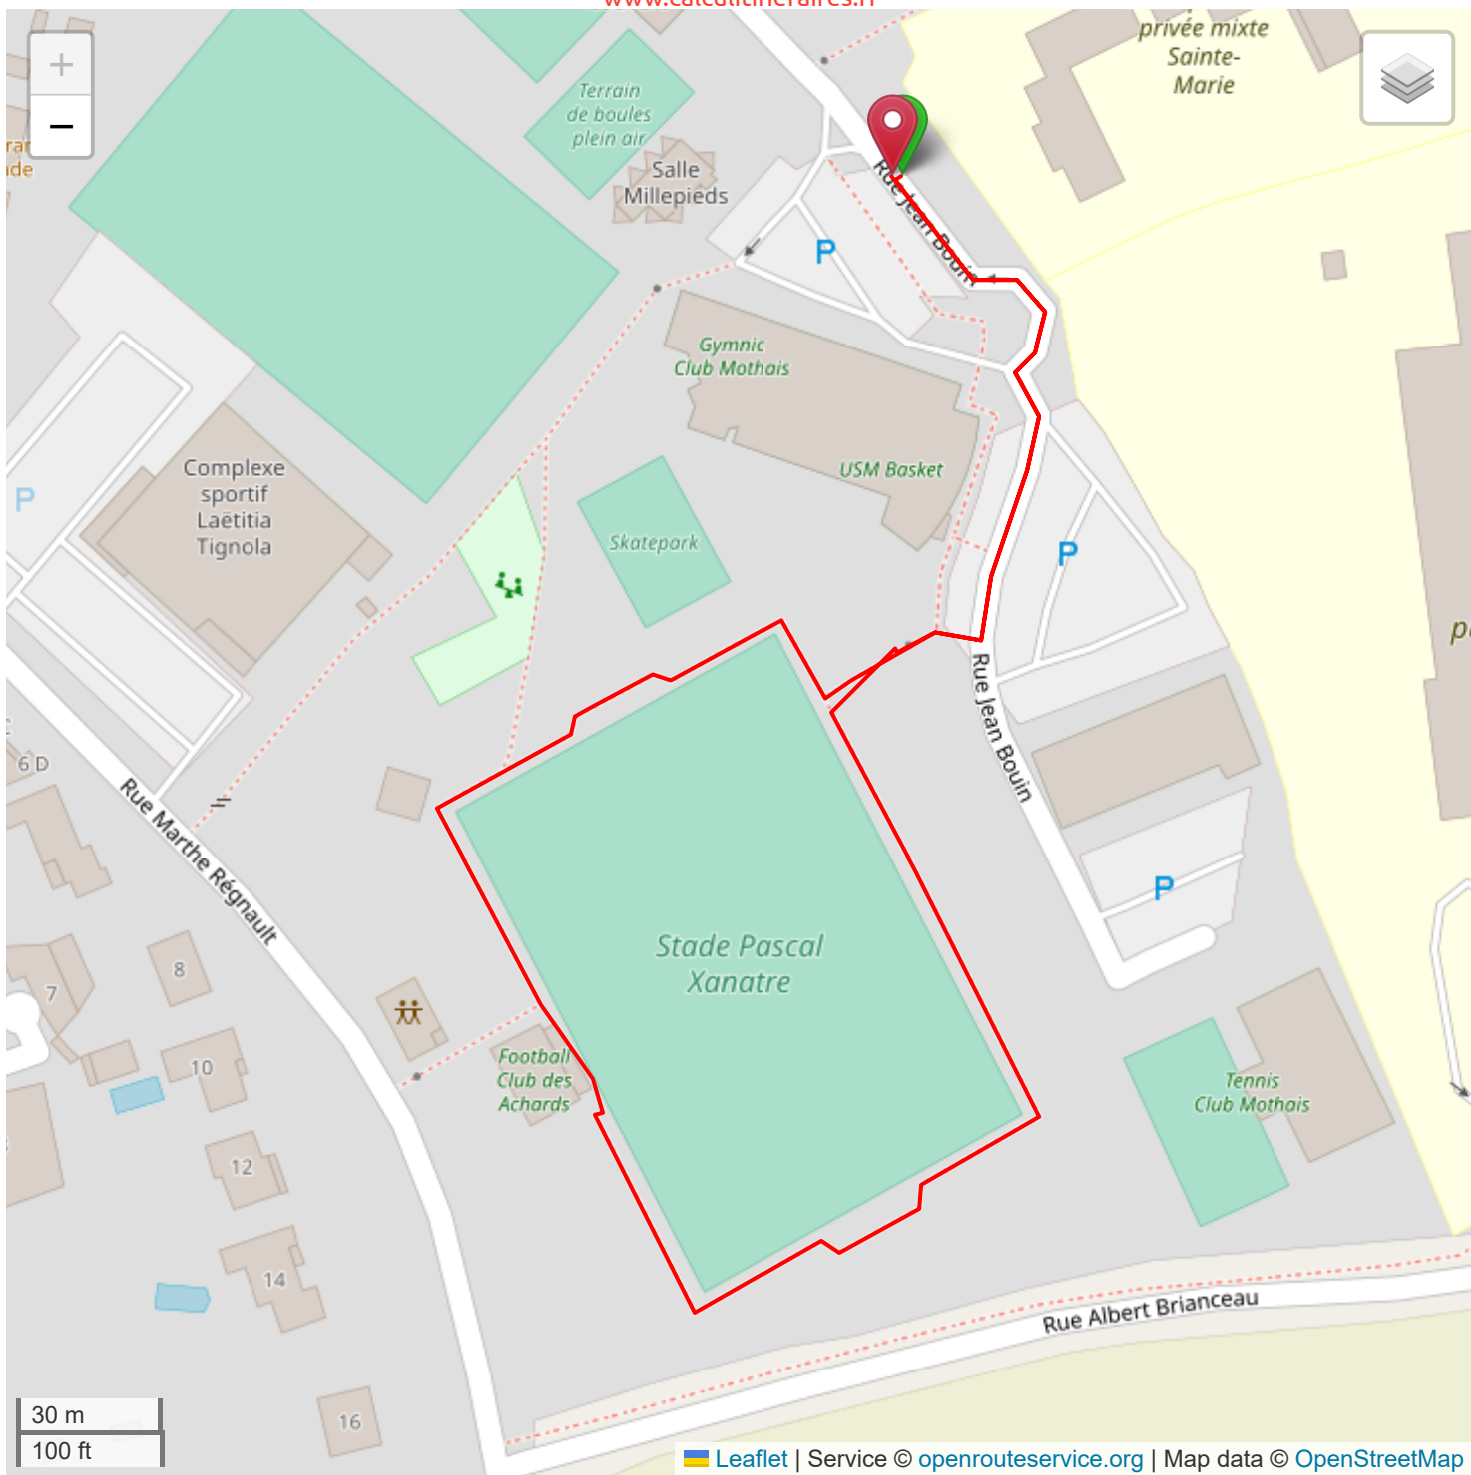 www.calculitineraires.fr
privée mixte
Sainte-
Marie
+
−
Terrain
de boules
plein air
Salle
Millepieds
Rue Jean Bouin
P
Gymnic
Club Mothais
USM Basket
Complexe
sportif
Laëtitia
Tignola
P
Skatepark
P
Rue Jean Bouin
6 D
Rue Marthe Régnault
P
Stade Pascal
Xanatre
8
7
10
Football
Club des
Achards
Tennis
Club Mothais
12
14
Rue Albert Brianceau
16
30 m
100 ft
Leaflet | Service © openrouteservice.org | Map data © OpenStreetMap